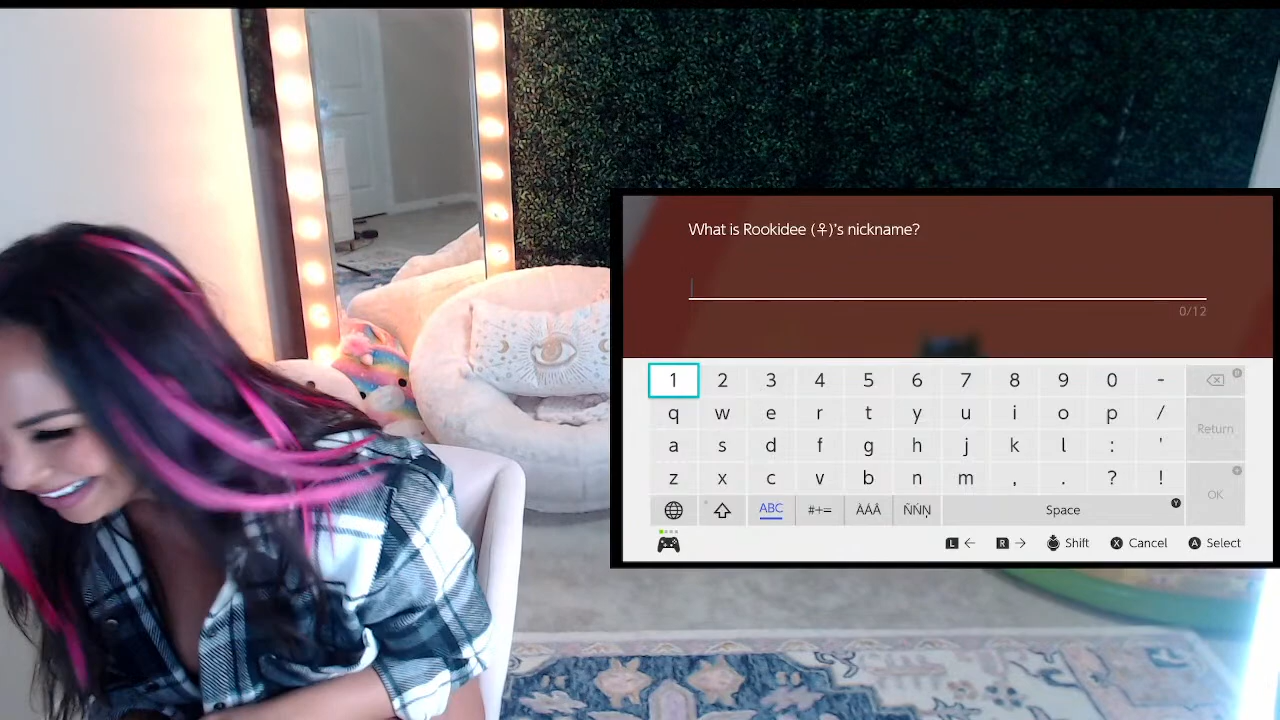 What is Rookidee (♀)'s nickname?
0/12
1 2 3 4 5 6 7 8 9 0 -
q w e r t y u i o p /
Return
a s d f g h j k l : '
z x c v b n m , . ? !
OK
ABC #+= ÀÁÂ ÑŃŅ Space
L ← R → Shift X Cancel A Select